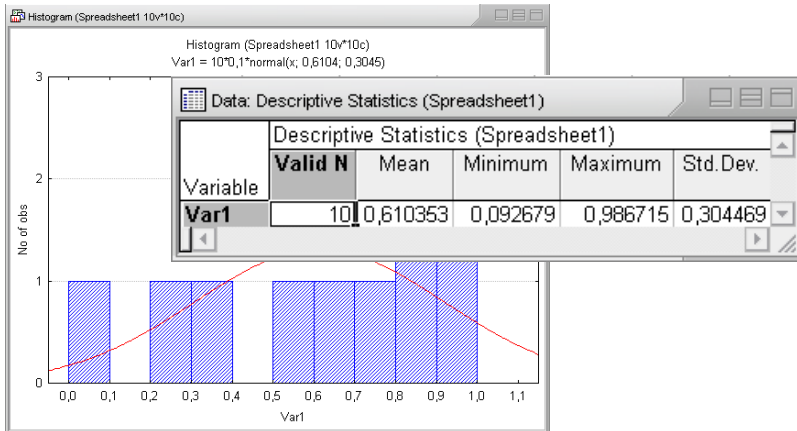 Histogram (Spreadsheet1 10v*10c)
Histogram (Spreadsheet1 10v*10c)
Var1 = 10*0,1*normal(x; 0,6104; 0,3045)
3
2
1
0
No of obs
0,0 0,1 0,2 0,3 0,4 0,5 0,6 0,7 0,8 0,9 1,0 1,1
Var1
Data: Descriptive Statistics (Spreadsheet1)
Descriptive Statistics (Spreadsheet1)
Variable Valid N Mean Minimum Maximum Std.Dev.
Var1 10 0,610353 0,092679 0,986715 0,304469